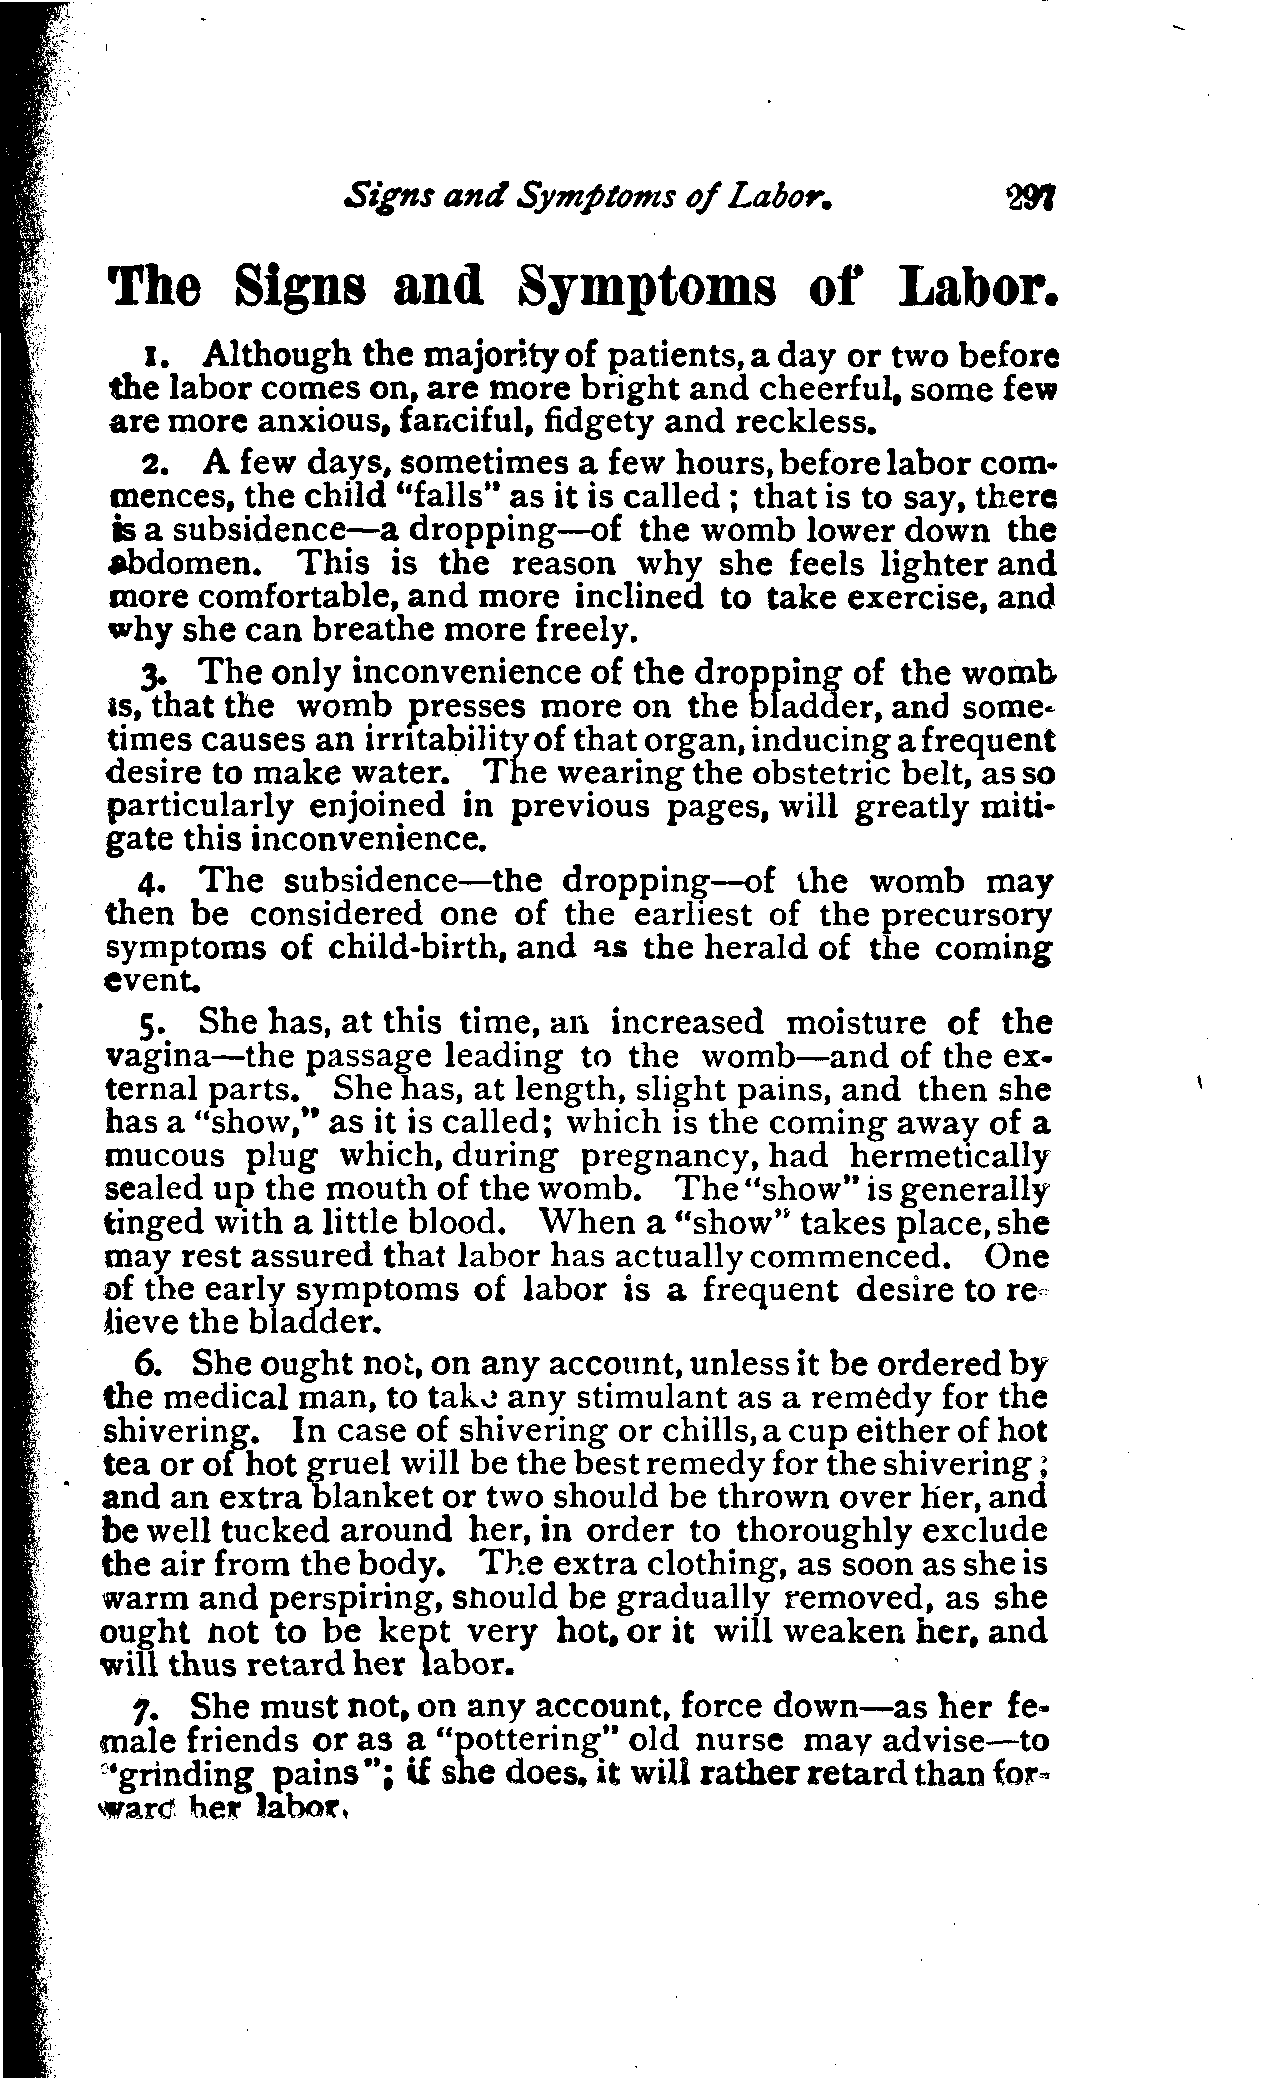 Signs and Symptoms of Labor. 297
The Signs and Symptoms of Labor.
1. Although the majority of patients, a day or two before
the labor comes on, are more bright and cheerful, some few
are more anxious, fanciful, fidgety and reckless.
2. A few days, sometimes a few hours, before labor com-
mences, the child "falls" as it is called; that is to say, there
is a subsidence—a dropping—of the womb lower down the
abdomen. This is the reason why she feels lighter and
more comfortable, and more inclined to take exercise, and
why she can breathe more freely.
3. The only inconvenience of the dropping of the womb
is, that the womb presses more on the bladder, and some-
times causes an irritability of that organ, inducing a frequent
desire to make water. The wearing the obstetric belt, as so
particularly enjoined in previous pages, will greatly miti-
gate this inconvenience.
4. The subsidence—the dropping—of the womb may
then be considered one of the earliest of the precursory
symptoms of child-birth, and as the herald of the coming
event.
5. She has, at this time, an increased moisture of the
vagina—the passage leading to the womb—and of the ex-
ternal parts. She has, at length, slight pains, and then she
has a "show," as it is called; which is the coming away of a
mucous plug which, during pregnancy, had hermetically
sealed up the mouth of the womb. The "show" is generally
tinged with a little blood. When a "show" takes place, she
may rest assured that labor has actually commenced. One
of the early symptoms of labor is a frequent desire to re-
lieve the bladder.
6. She ought not, on any account, unless it be ordered by
the medical man, to take any stimulant as a remedy for the
shivering. In case of shivering or chills, a cup either of hot
tea or of hot gruel will be the best remedy for the shivering;
and an extra blanket or two should be thrown over her, and
be well tucked around her, in order to thoroughly exclude
the air from the body. The extra clothing, as soon as she is
warm and perspiring, should be gradually removed, as she
ought not to be kept very hot, or it will weaken her, and
will thus retard her labor.
7. She must not, on any account, force down—as her fe-
male friends or as a "pottering" old nurse may advise—to
"grinding pains"; if she does, it will rather retard than for-
ward her labor.